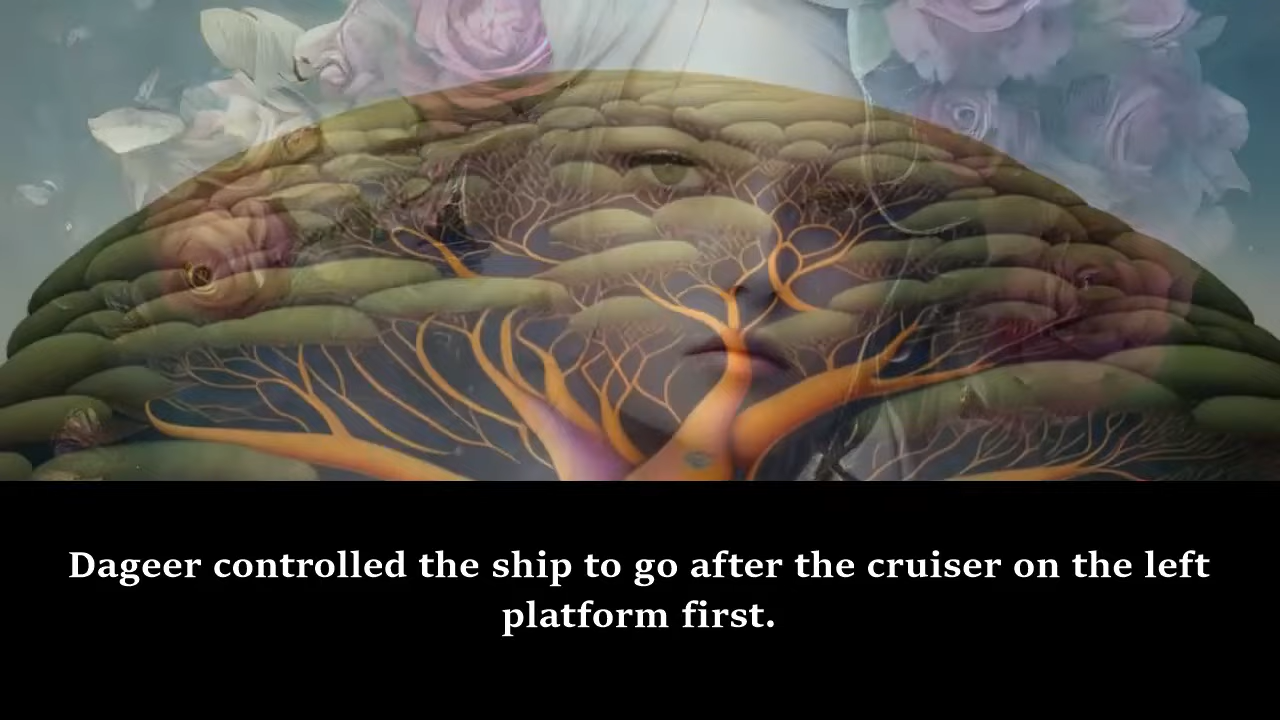 Dageer controlled the ship to go after the cruiser on the left
platform first.